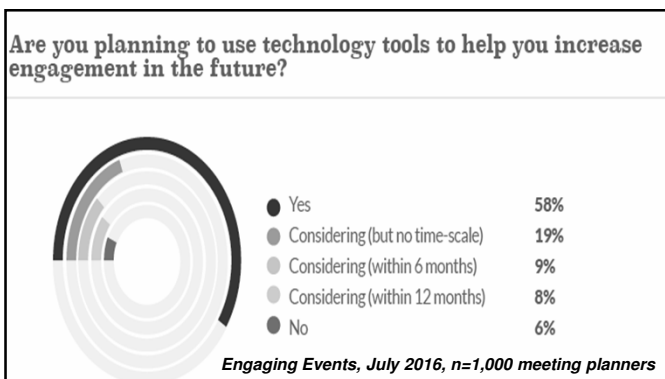 Are you planning to use technology tools to help you increase
engagement in the future?
Yes 58%
Considering (but no time-scale) 19%
Considering (within 6 months) 9%
Considering (within 12 months) 8%
No 6%
Engaging Events, July 2016, n=1,000 meeting planners